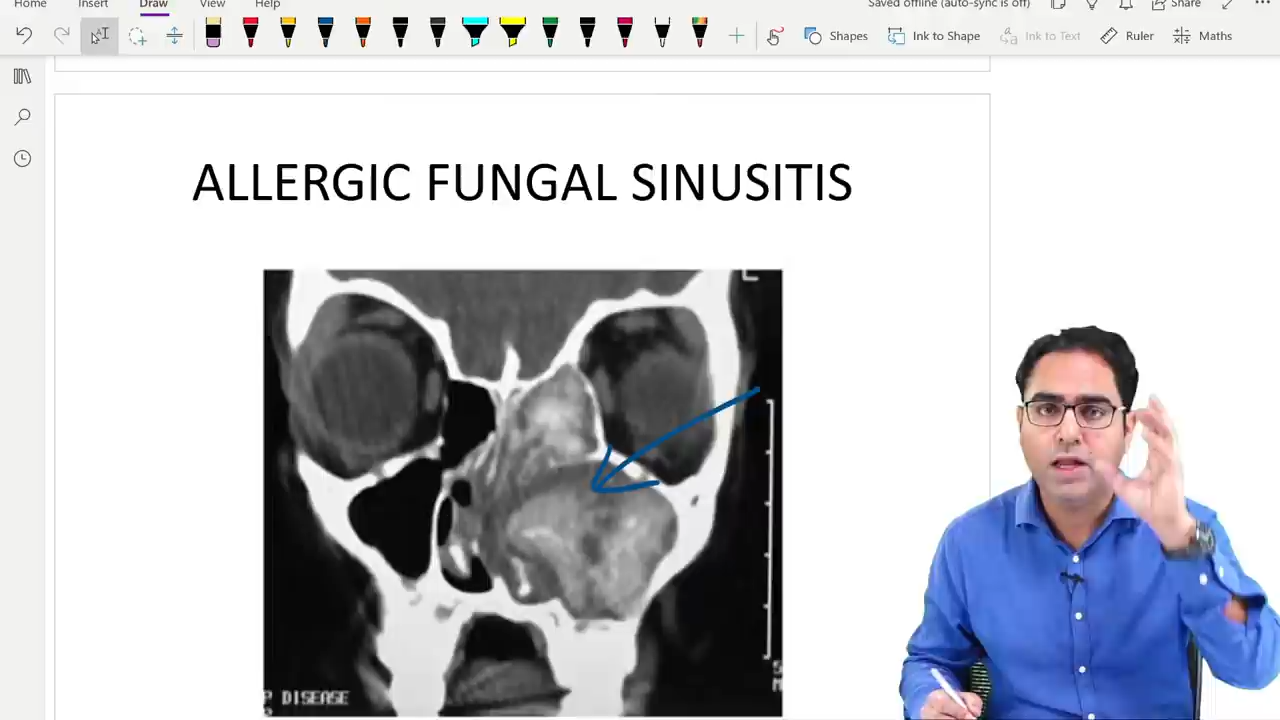 Home Insert Draw View Help Saved offline (auto-sync is off) Share
Shapes Ink to Shape Ink to Text Ruler Maths
ALLERGIC FUNGAL SINUSITIS
L
P DISEASE